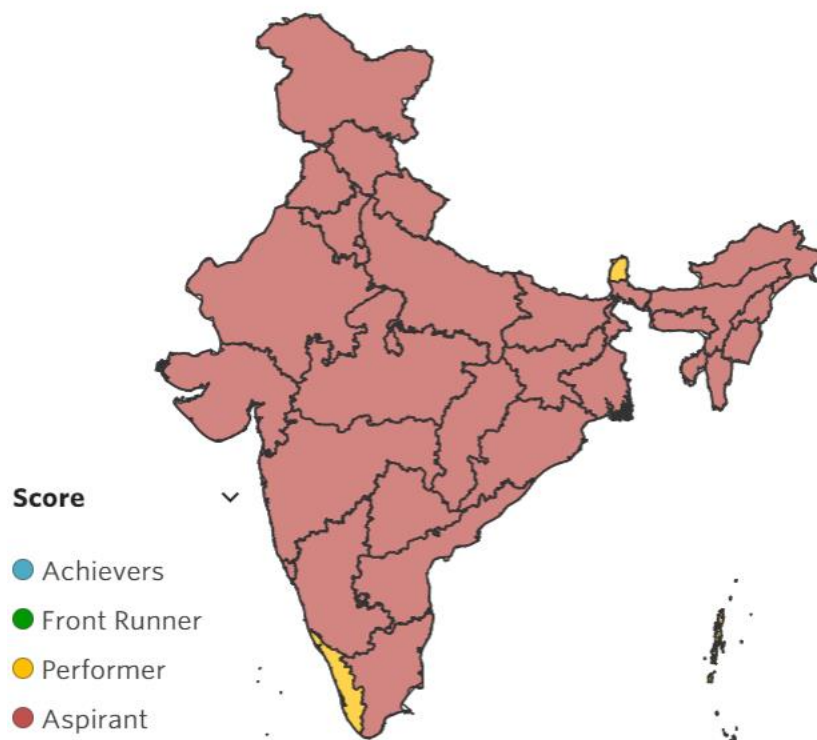 Score
Achievers
Front Runner
Performer
Aspirant